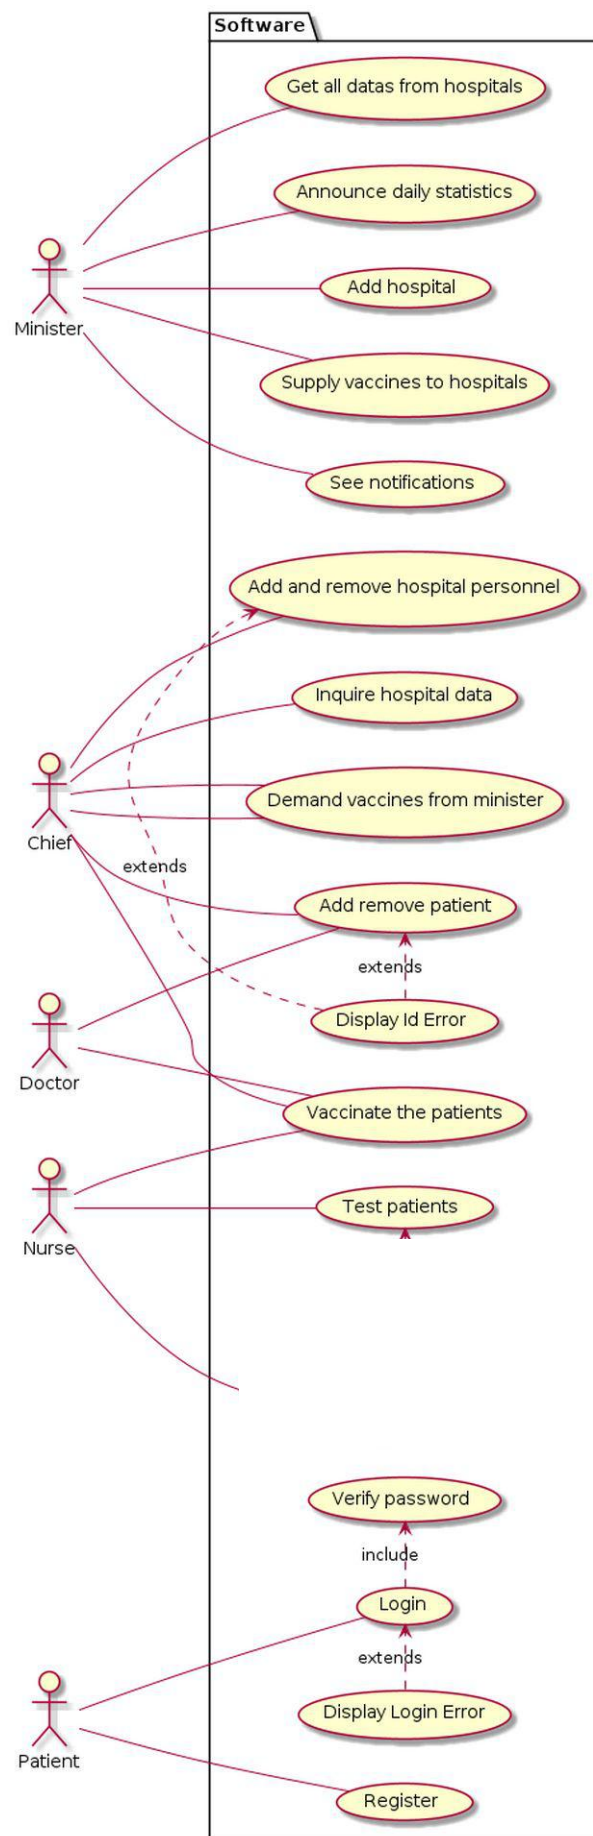 Software
Get all datas from hospitals
Announce daily statistics
Add hospital
Minister
Supply vaccines to hospitals
See notifications
Add and remove hospital personnel
Inquire hospital data
Demand vaccines from minister
Chief
extends
Add remove patient
extends
Display Id Error
Doctor
Vaccinate the patients
Test patients
Nurse
Verify password
include
Login
extends
Display Login Error
Patient
Register